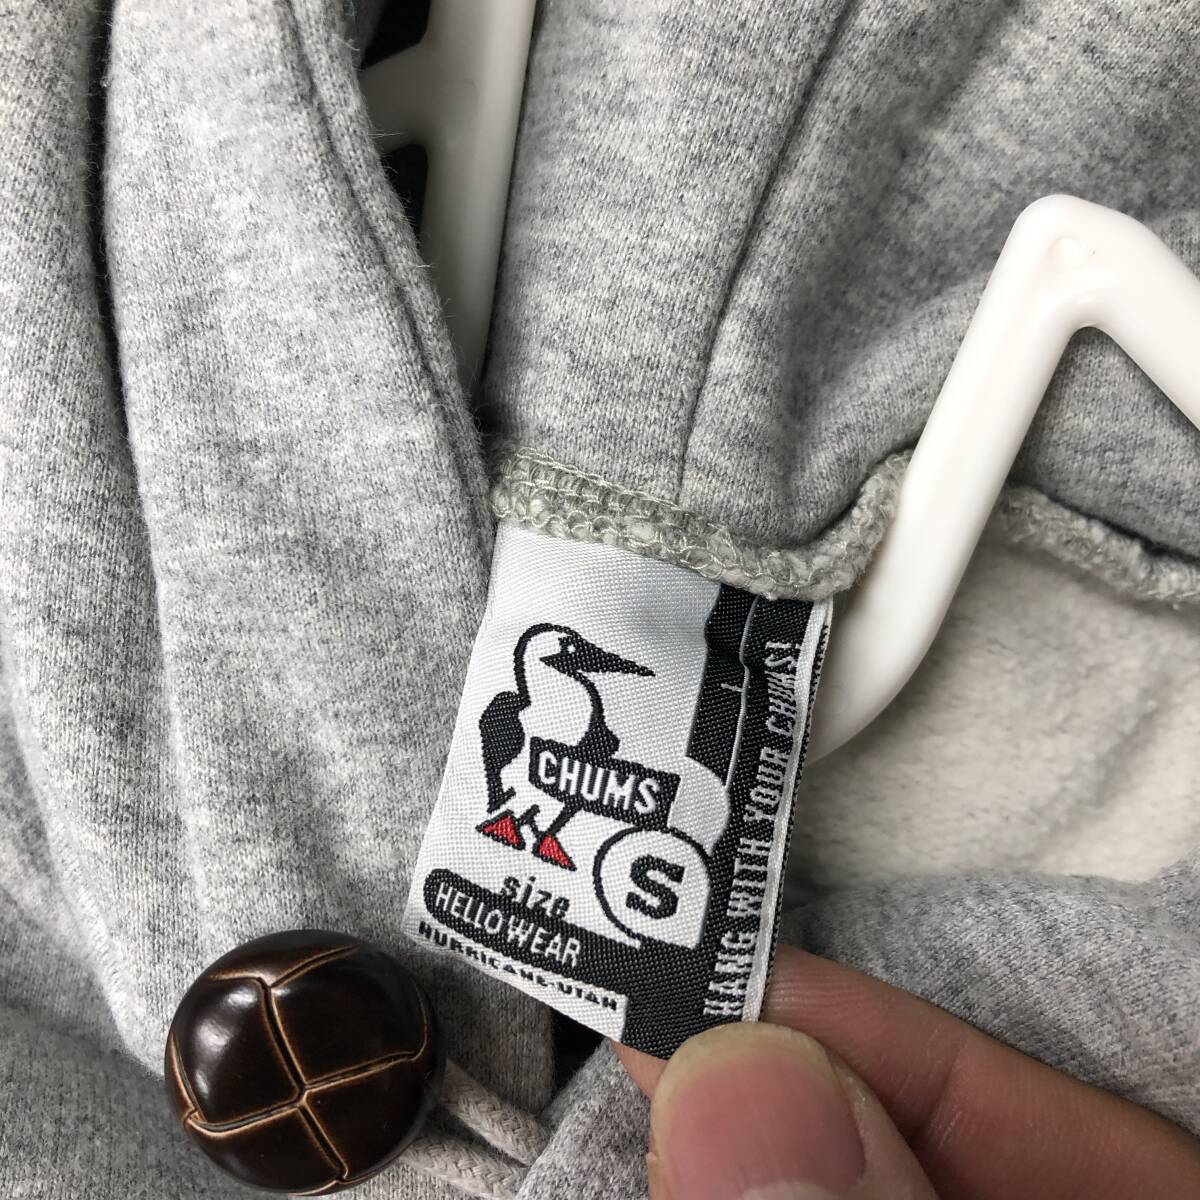 CHUMS
S
size
HELLO WEAR
HURRICANE-UTAH
HANG WITH YOUR CHUMS!